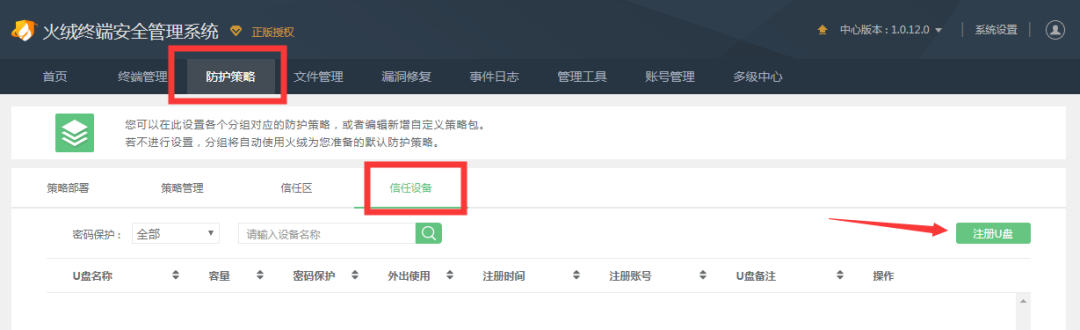 火绒终端安全管理系统 正版授权 中心版本：1.0.12.0 系统设置
首页 终端管理 防护策略 文件管理 漏洞修复 事件日志 管理工具 账号管理 多级中心
您可以在此设置各个分组对应的防护策略，或者编辑新增自定义策略包。
若不进行设置，分组将自动使用火绒为您准备的默认防护策略。
策略部署 策略管理 信任区 信任设备
密码保护： 全部 请输入设备名称 注册U盘
U盘名称 容量 密码保护 外出使用 注册时间 注册账号 U盘备注 操作